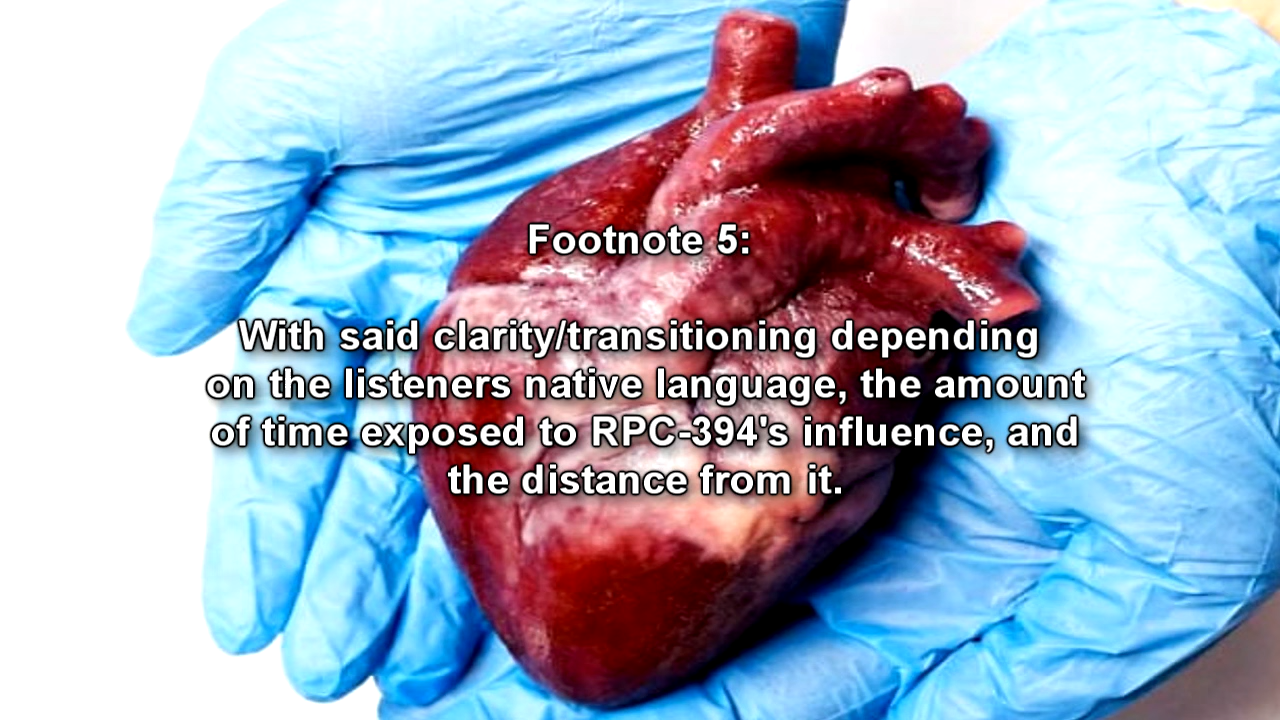 Footnote 5:
With said clarity/transitioning depending
on the listeners native language, the amount
of time exposed to RPC-394's influence, and
the distance from it.